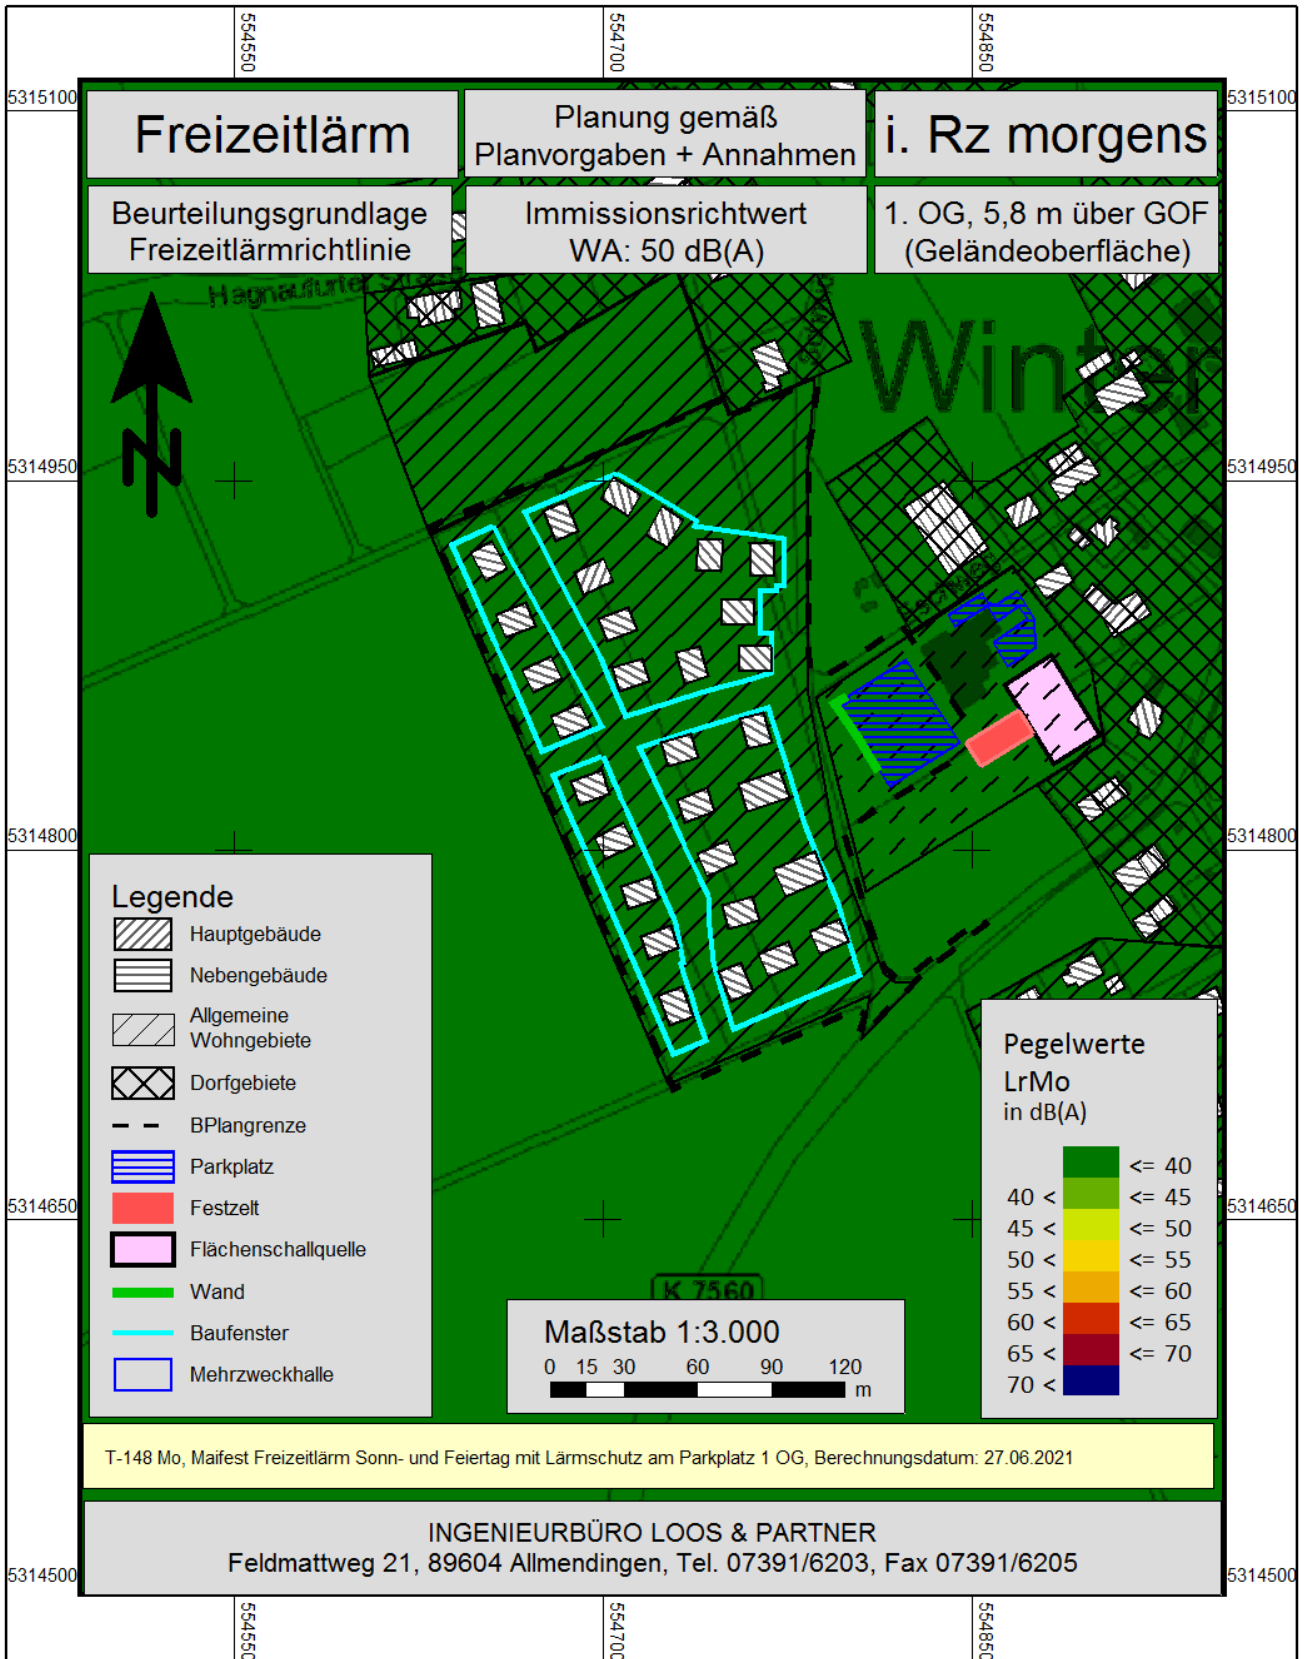 554550
554700
554850
5315100
5315100
Freizeitlärm
Planung gemäß
Planvorgaben + Annahmen
i. Rz morgens
Beurteilungsgrundlage
Freizeitlärmrichtlinie
Immissionsrichtwert
WA: 50 dB(A)
1. OG, 5,8 m über GOF
(Geländeoberfläche)
Hagnaufurter Straße
Winter
N
5314950
5314950
5314800
5314800
Legende
Hauptgebäude
Nebengebäude
Allgemeine
Wohngebiete
Dorfgebiete
BPlangrenze
Parkplatz
Festzelt
Flächenschallquelle
Wand
Baufenster
Mehrzweckhalle
Pegelwerte
LrMo
in dB(A)
<= 40
40 < <= 45
45 < <= 50
50 < <= 55
55 < <= 60
60 < <= 65
65 < <= 70
70 <
5314650
5314650
K 7560
Maßstab 1:3.000
0 15 30 60 90 120
m
T-148 Mo, Maifest Freizeitlärm Sonn- und Feiertag mit Lärmschutz am Parkplatz 1 OG, Berechnungsdatum: 27.06.2021
INGENIEURBÜRO LOOS & PARTNER
Feldmattweg 21, 89604 Allmendingen, Tel. 07391/6203, Fax 07391/6205
5314500
5314500
554550
554700
554850